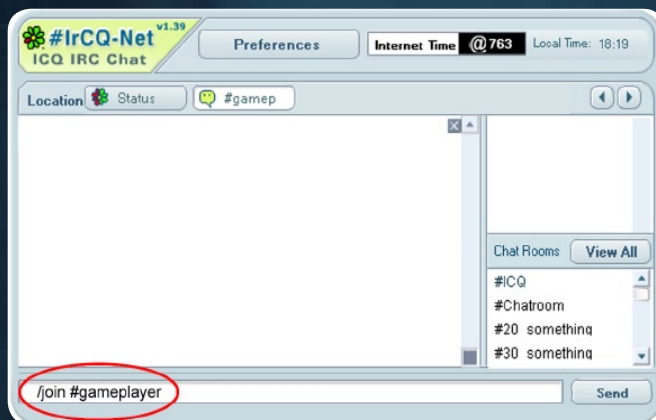 #IrCQ-Net v1.39
ICQ IRC Chat
Preferences
Internet Time @763
Local Time: 18:19
Location
Status
#gamep
Chat Rooms
View All
#ICQ
#Chatroom
#20 something
#30 something
/join #gameplayer
Send